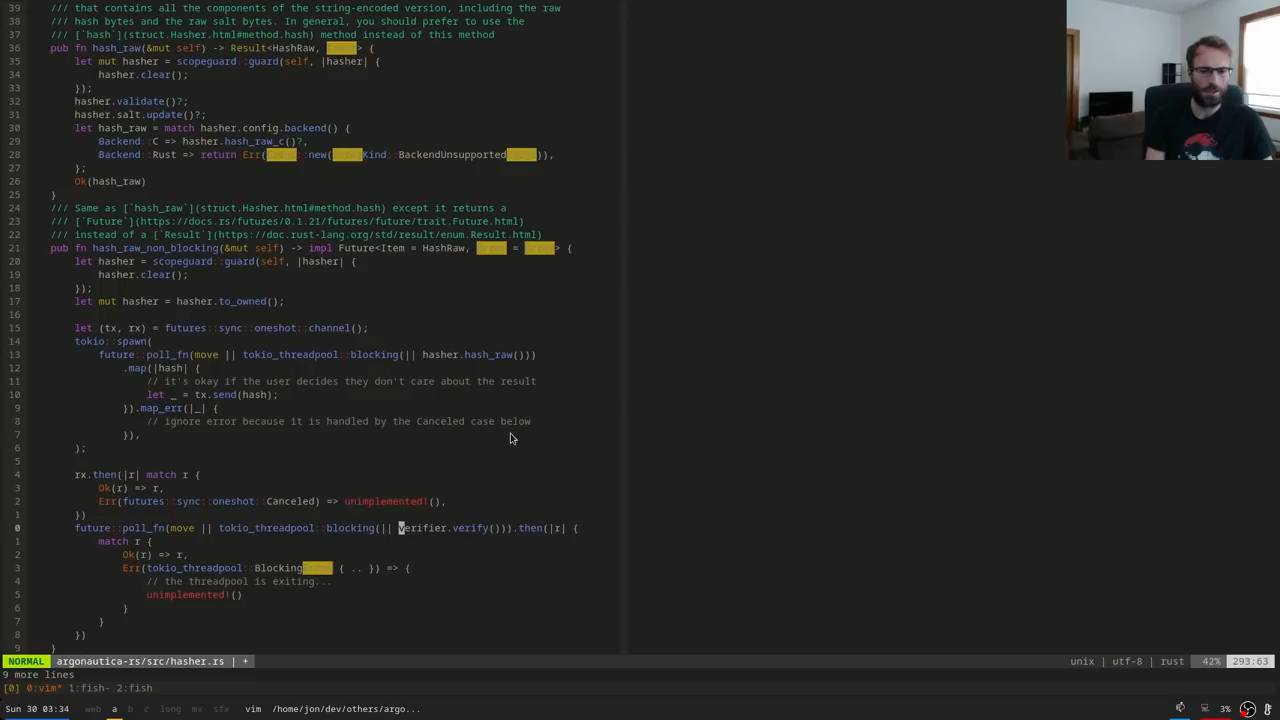 39 /// that contains all the components of the string-encoded version, including the raw
38 /// hash bytes and the raw salt bytes. In general, you should prefer to use the
37 /// [`hash`](struct.Hasher.html#method.hash) method instead of this method
36 pub fn hash_raw(&mut self) -> Result<HashRaw, > {
35 let mut hasher = scopeguard::guard(self, |hasher| {
34 hasher.clear();
33 });
32 hasher.validate()?;
31 hasher.salt.update()?;
30 let hash_raw = match hasher.config.backend() {
29 Backend::C => hasher.hash_raw_c()?,
28 Backend::Rust => return Err( ::new( Kind::BackendUnsupported )),
27 };
26 Ok(hash_raw)
25 }
24 /// Same as [`hash_raw`](struct.Hasher.html#method.hash) except it returns a
23 /// [`Future`](https://docs.rs/futures/0.1.21/futures/future/trait.Future.html)
22 /// instead of a [`Result`](https://doc.rust-lang.org/std/result/enum.Result.html)
21 pub fn hash_raw_non_blocking(&mut self) -> impl Future<Item = HashRaw, = > {
20 let hasher = scopeguard::guard(self, |hasher| {
19 hasher.clear();
18 });
17 let mut hasher = hasher.to_owned();
16
15 let (tx, rx) = futures::sync::oneshot::channel();
14 tokio::spawn(
13 future::poll_fn(move || tokio_threadpool::blocking(|| hasher.hash_raw()))
12 .map(|hash| {
11 // it's okay if the user decides they don't care about the result
10 let _ = tx.send(hash);
9 }).map_err(|_| {
8 // ignore error because it is handled by the Canceled case below
7 }),
6 );
5
4 rx.then(|r| match r {
3 Ok(r) => r,
2 Err(futures::sync::oneshot::Canceled) => unimplemented!(),
1 })
0 future::poll_fn(move || tokio_threadpool::blocking(|| verifier.verify())).then(|r| {
1 match r {
2 Ok(r) => r,
3 Err(tokio_threadpool::Blocking { .. }) => {
4 // the threadpool is exiting...
5 unimplemented!()
6 }
7 }
8 })
9 }
NORMAL argonautica-rs/src/hasher.rs | + unix | utf-8 | rust 42% 293:63
9 more lines
[0] 0:vim* 1:fish- 2:fish
Sun 30 03:34 web a b c long mx sfx vim /home/jon/dev/others/argo... 3%